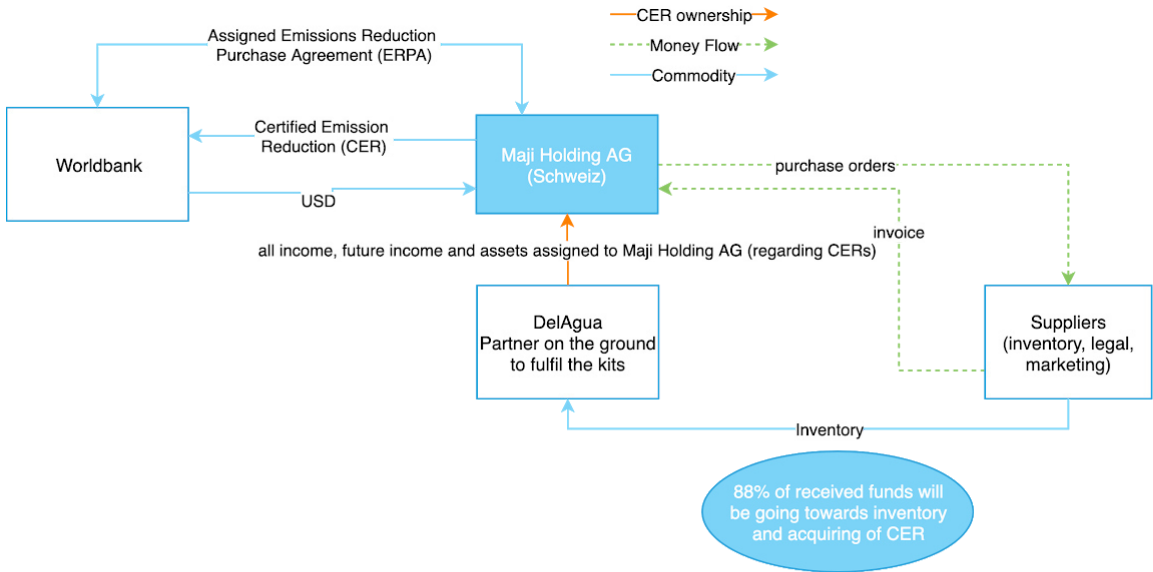 CER ownership
Money Flow
Commodity
Assigned Emissions Reduction
Purchase Agreement (ERPA)
Worldbank
Certified Emission
Reduction (CER)
USD
Maji Holding AG
(Schweiz)
purchase orders
invoice
all income, future income and assets assigned to Maji Holding AG (regarding CERs)
DelAgua
Partner on the ground
to fulfil the kits
Suppliers
(inventory, legal,
marketing)
Inventory
88% of received funds will
be going towards inventory
and acquiring of CER